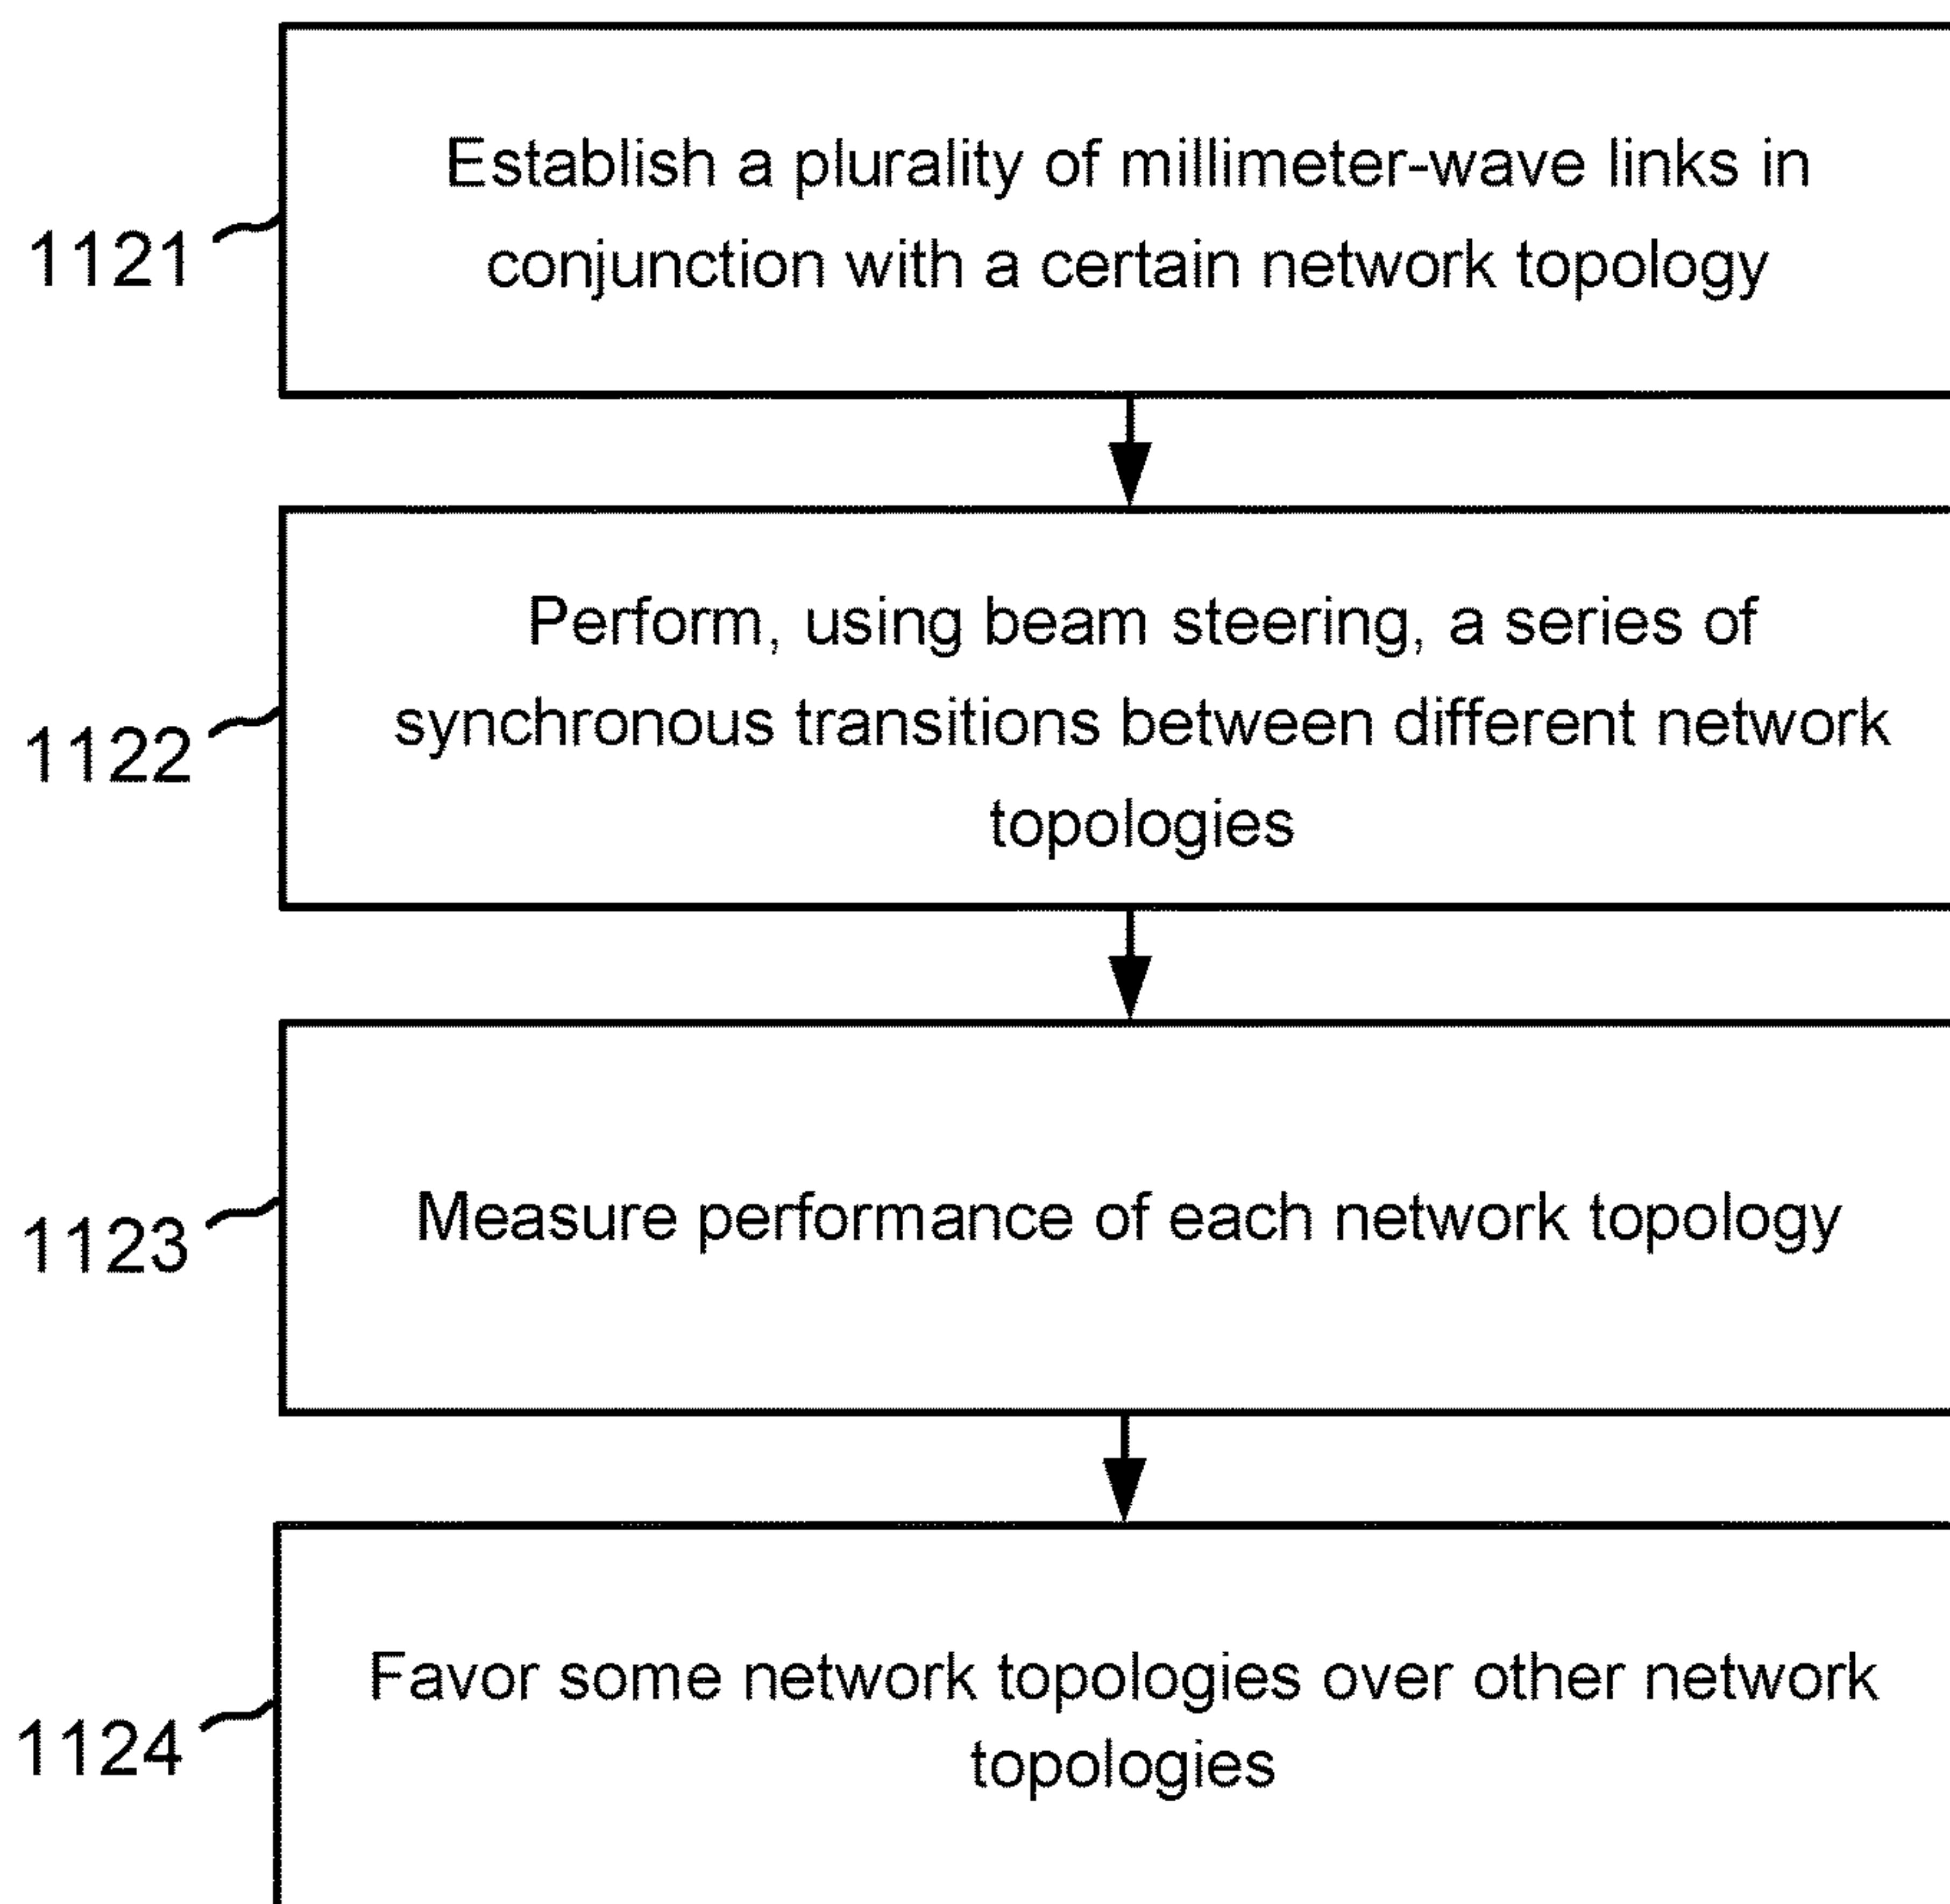 Establish a plurality of millimeter-wave links in
conjunction with a certain network topology
1121
Perform, using beam steering, a series of
synchronous transitions between different network
topologies
1122
Measure performance of each network topology
1123
Favor some network topologies over other network
topologies
1124